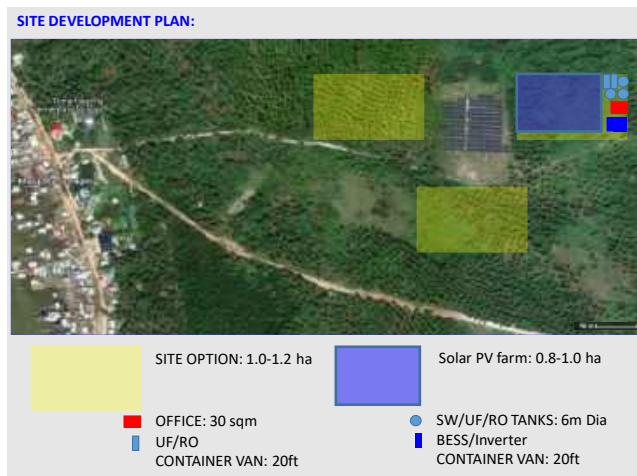 SITE DEVELOPMENT PLAN:
SITE OPTION: 1.0-1.2 ha
Solar PV farm: 0.8-1.0 ha
OFFICE: 30 sqm
SW/UF/RO TANKS: 6m Dia
UF/RO
CONTAINER VAN: 20ft
BESS/Inverter
CONTAINER VAN: 20ft